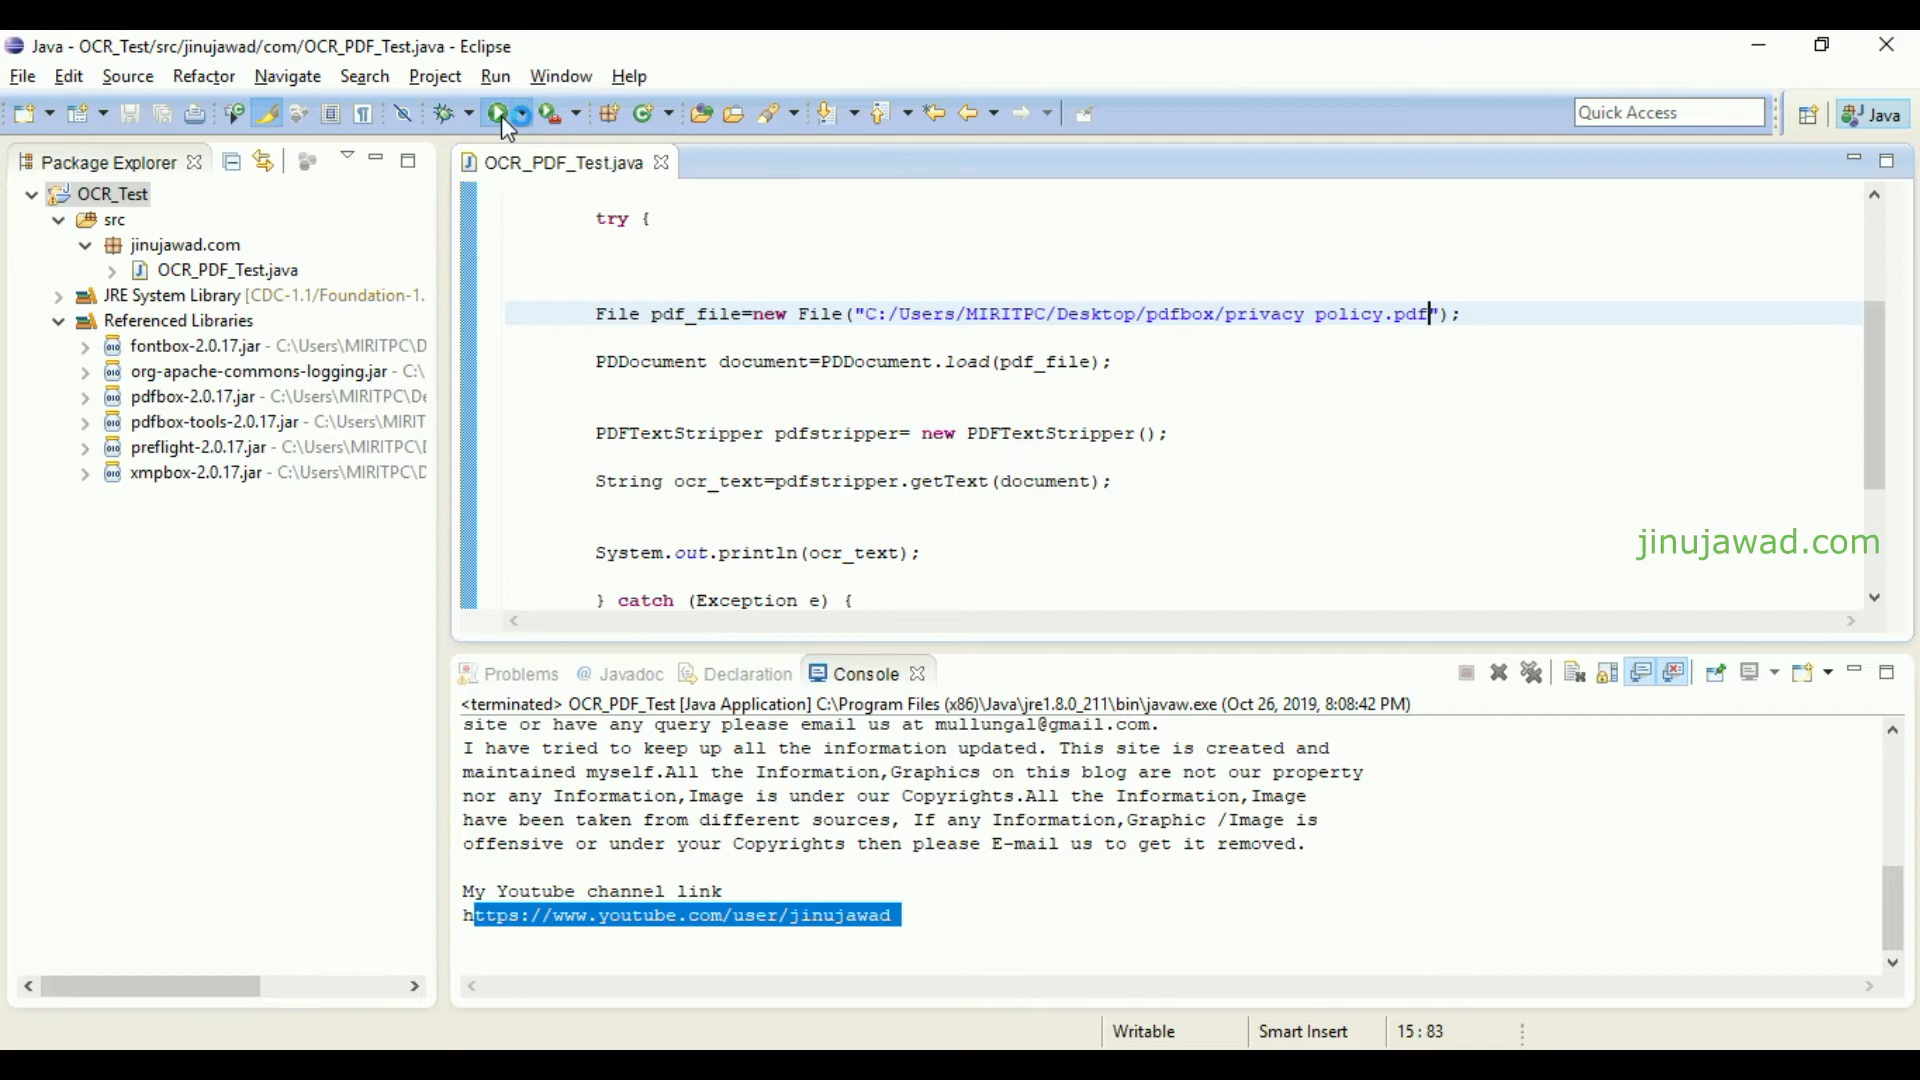 Java - OCR_Test/src/jinujawad/com/OCR_PDF_Test.java - Eclipse
File Edit Source Refactor Navigate Search Project Run Window Help
Quick Access
Java
Package Explorer
OCR_Test
src
jinujawad.com
OCR_PDF_Test.java
JRE System Library [CDC-1.1/Foundation-1.
Referenced Libraries
fontbox-2.0.17.jar - C:\Users\MIRITPC\D
org-apache-commons-logging.jar - C:\
pdfbox-2.0.17.jar - C:\Users\MIRITPC\De
pdfbox-tools-2.0.17.jar - C:\Users\MIRIT
preflight-2.0.17.jar - C:\Users\MIRITPC\
xmpbox-2.0.17.jar - C:\Users\MIRITPC\D
OCR_PDF_Test.java
try {
File pdf_file=new File("C:/Users/MIRITPC/Desktop/pdfbox/privacy policy.pdf");
PDDocument document=PDDocument.load(pdf_file);
PDFTextStripper pdfstripper= new PDFTextStripper();
String ocr_text=pdfstripper.getText(document);
System.out.println(ocr_text);
} catch (Exception e) {
jinujawad.com
Problems @ Javadoc Declaration Console
<terminated> OCR_PDF_Test [Java Application] C:\Program Files (x86)\Java\jre1.8.0_211\bin\javaw.exe (Oct 26, 2019, 8:08:42 PM)
site or have any query please email us at mullungal@gmail.com.
I have tried to keep up all the information updated. This site is created and
maintained myself.All the Information,Graphics on this blog are not our property
nor any Information,Image is under our Copyrights.All the Information,Image
have been taken from different sources, If any Information,Graphic /Image is
offensive or under your Copyrights then please E-mail us to get it removed.
My Youtube channel link
https://www.youtube.com/user/jinujawad
Writable
Smart Insert
15 : 83